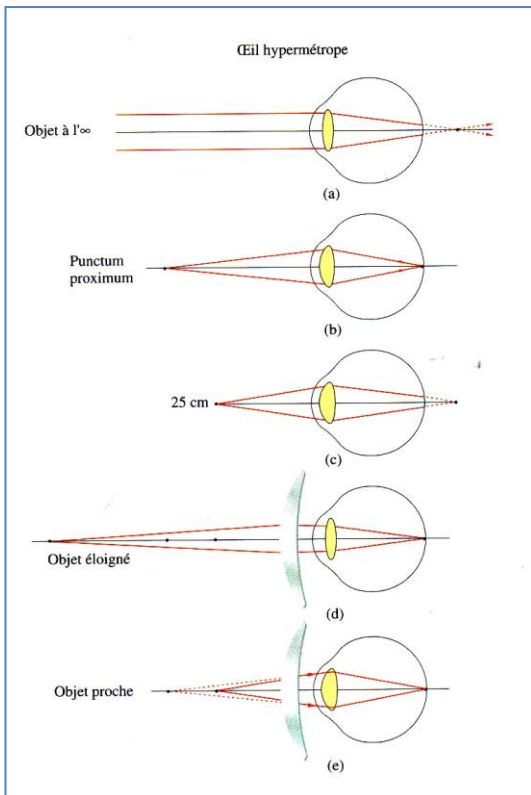 Œil hypermétrope
Objet à l'∞
(a)
Punctum
proximum
(b)
25 cm
(c)
Objet éloigné
(d)
Objet proche
(e)